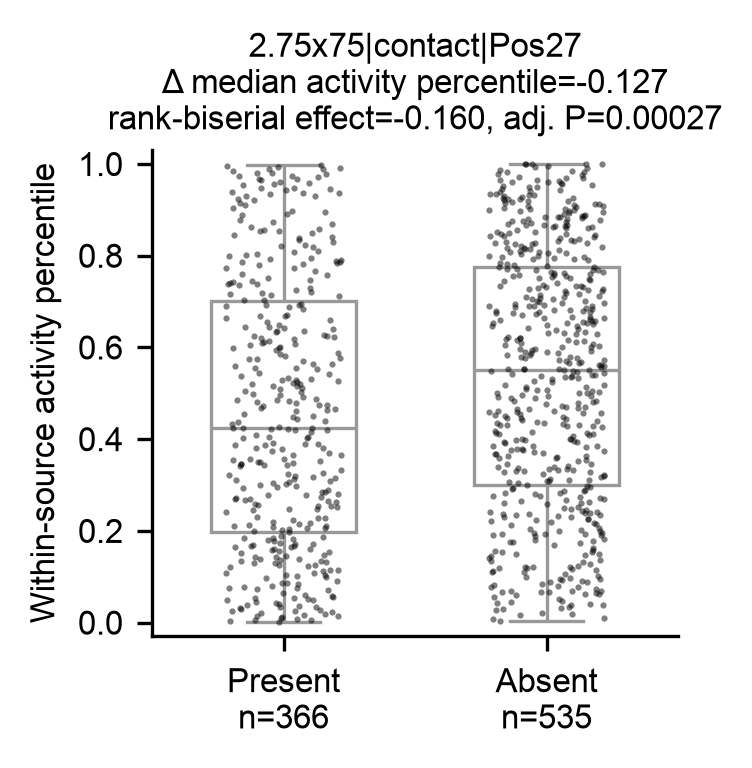 2.75x75|contact|Pos27
Δ median activity percentile=-0.127
rank-biserial effect=-0.160, adj. P=0.00027
Within-source activity percentile
1.0
0.8
0.6
0.4
0.2
0.0
Present
n=366
Absent
n=535